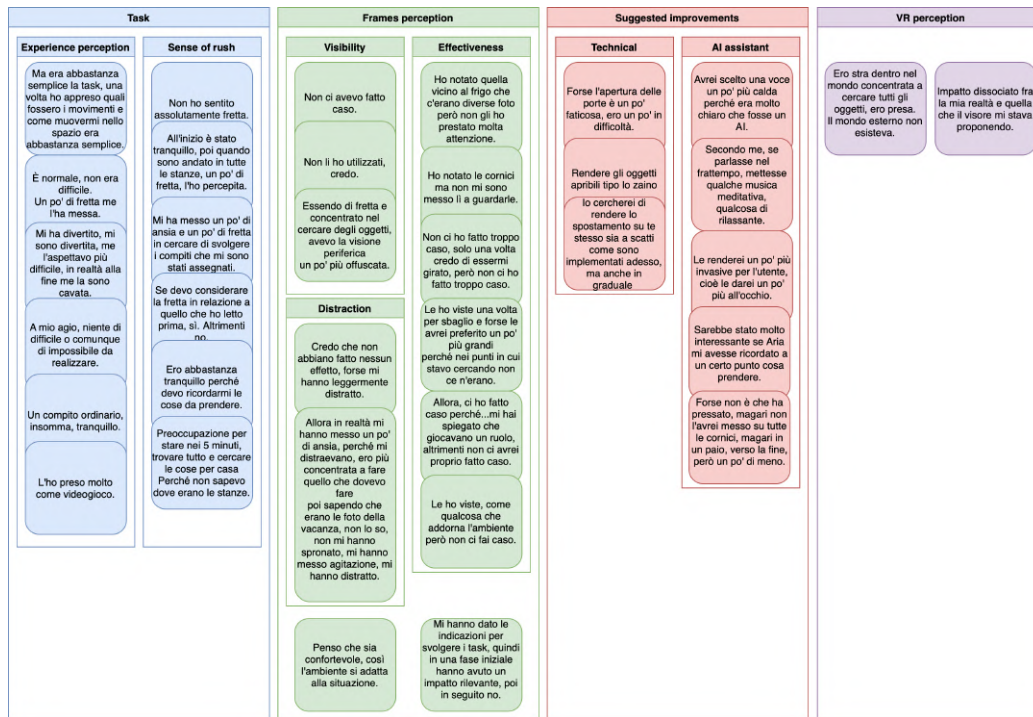 Task
Experience perception
Ma era abbastanza
semplice la task, una
volta ho appreso quali
fossero i movimenti e
come muovermi nello
spazio era
abbastanza semplice.
È normale, non era
difficile.
Un po' di fretta me
l'ha messa.
Mi ha divertito, mi
sono divertita, me
l'aspettavo più
difficile, in realtà alla
fine me la sono
cavata.
A mio agio, niente di
difficile o comunque
di impossibile da
realizzare.
Un compito ordinario,
insomma, tranquillo.
L'ho preso molto
come videogioco.
Sense of rush
Non ho sentito
assolutamente fretta.
All'inizio è stato
tranquillo, poi quando
sono andato in tutte
le stanze, un po' di
fretta, l'ho percepita.
Mi ha messo un po' di
ansia e un po' di fretta
in cercare di svolgere
i compiti che mi sono
stati assegnati.
Se devo considerare
la fretta in relazione a
quello che ho letto
prima, sì. Altrimenti
no.
Ero abbastanza
tranquillo perché
devo ricordarmi le
cose da prendere.
Preoccupazione per
stare nei 5 minuti,
trovare tutto e cercare
le cose per casa
Perché non sapevo
dove erano le stanze.
Frames perception
Visibility
Non ci avevo fatto
caso.
Non li ho utilizzati,
credo.
Essendo di fretta e
concentrato nel
cercare degli oggetti,
avevo la visione
periferica
un po' più offuscata.
Distraction
Credo che non
abbiano fatto nessun
effetto, forse mi
hanno leggermente
distratto.
Allora in realtà mi
hanno messo un po'
di ansia, perché mi
distraevano, ero più
concentrata a fare
quello che dovevo
fare
poi sapendo che
erano le foto della
vacanza, non lo so,
non mi hanno
spronato, mi hanno
messo agitazione, mi
hanno distratto.
Penso che sia
confortevole, così
l'ambiente si adatta
alla situazione.
Effectiveness
Ho notato quella
vicino al frigo che
c'erano diverse foto
però non gli ho
prestato molta
attenzione.
Ho notato le cornici
ma non mi sono
messo lì a guardarle.
Non ci ho fatto troppo
caso, solo una volta
credo di essermi
girato, però non ci ho
fatto troppo caso.
Le ho viste una volta
per sbaglio e forse le
avrei preferito un po'
più grandi
perché nei punti in cui
stavo cercando non
ce n'erano.
Allora, ci ho fatto
caso perché...mi hai
spiegato che
giocavano un ruolo,
altrimenti non ci avrei
proprio fatto caso.
Le ho viste, come
qualcosa che
addorna l'ambiente
però non ci fai caso.
Mi hanno dato le
indicazioni per
svolgere i task, quindi
in una fase iniziale
hanno avuto un
impatto rilevante, poi
in seguito no.
Suggested improvements
Technical
Forse l'apertura delle
porte è un po'
faticosa, ero un po' in
difficoltà.
Rendere gli oggetti
apribili tipo lo zaino
Io cercherei di
rendere lo
spostamento su te
stesso sia a scatti
come sono
implementati adesso,
ma anche in
graduale
AI assistant
Avrei scelto una voce
un po' più calda
perché era molto
chiaro che fosse un
AI.
Secondo me, se
parlasse nel
frattempo, mettesse
qualche musica
meditativa,
qualcosa di
rilassante.
Le renderei un po' più
invasive per l'utente,
cioè le darei un po'
più all'occhio.
Sarebbe stato molto
interessante se Aria
mi avesse ricordato a
un certo punto cosa
prendere.
Forse non è che ha
pressato, magari non
l'avrei messo su tutte
le cornici, magari in
un paio, verso la fine,
però un po' di meno.
VR perception
Ero stra dentro nel
mondo concentrata a
cercare tutti gli
oggetti, ero presa.
Il mondo esterno non
esisteva.
Impatto dissociato fra
la mia realtà e quella
che il visore mi stava
proponendo.